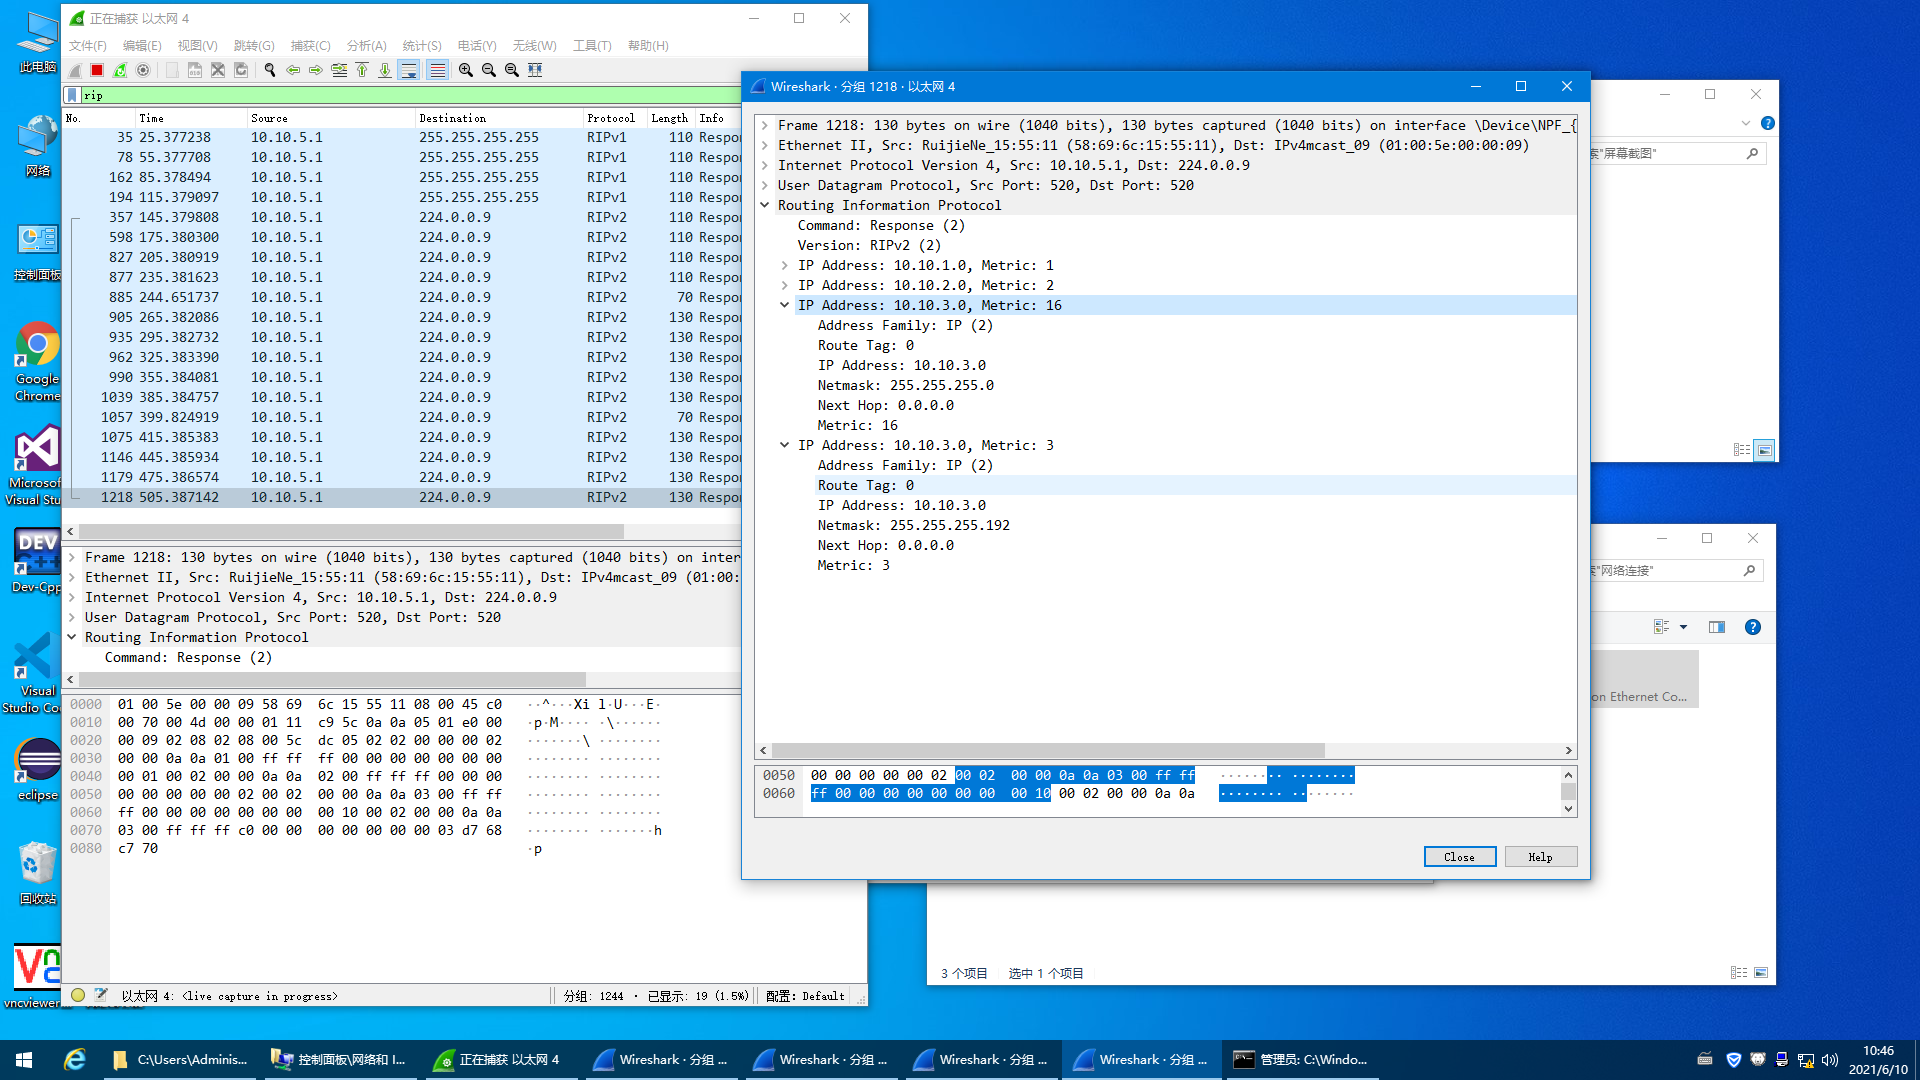 此电脑
网络
控制面板
Google
Chrome
Microsof
Visual Stu
DEV
C++
Dev-Cpp
Visual
Studio Co
eclipse
回收站
vncviewer
正在捕获 以太网 4
文件(F) 编辑(E) 视图(V) 跳转(G) 捕获(C) 分析(A) 统计(S) 电话(Y) 无线(W) 工具(T) 帮助(H)
rip
No. Time Source Destination Protocol Length Info
35 25.377238 10.10.5.1 255.255.255.255 RIPv1 110 Respon
78 55.377708 10.10.5.1 255.255.255.255 RIPv1 110 Respon
162 85.378494 10.10.5.1 255.255.255.255 RIPv1 110 Respon
194 115.379097 10.10.5.1 255.255.255.255 RIPv1 110 Respon
357 145.379808 10.10.5.1 224.0.0.9 RIPv2 110 Respon
598 175.380300 10.10.5.1 224.0.0.9 RIPv2 110 Respon
827 205.380919 10.10.5.1 224.0.0.9 RIPv2 110 Respon
877 235.381623 10.10.5.1 224.0.0.9 RIPv2 110 Respon
885 244.651737 10.10.5.1 224.0.0.9 RIPv2 70 Respon
905 265.382086 10.10.5.1 224.0.0.9 RIPv2 130 Respon
935 295.382732 10.10.5.1 224.0.0.9 RIPv2 130 Respon
962 325.383390 10.10.5.1 224.0.0.9 RIPv2 130 Respon
990 355.384081 10.10.5.1 224.0.0.9 RIPv2 130 Respon
1039 385.384757 10.10.5.1 224.0.0.9 RIPv2 130 Respon
1057 399.824919 10.10.5.1 224.0.0.9 RIPv2 70 Respon
1075 415.385383 10.10.5.1 224.0.0.9 RIPv2 130 Respon
1146 445.385934 10.10.5.1 224.0.0.9 RIPv2 130 Respon
1179 475.386574 10.10.5.1 224.0.0.9 RIPv2 130 Respon
1218 505.387142 10.10.5.1 224.0.0.9 RIPv2 130 Respon
Frame 1218: 130 bytes on wire (1040 bits), 130 bytes captured (1040 bits) on inter
Ethernet II, Src: RuijieNe_15:55:11 (58:69:6c:15:55:11), Dst: IPv4mcast_09 (01:00:
Internet Protocol Version 4, Src: 10.10.5.1, Dst: 224.0.0.9
User Datagram Protocol, Src Port: 520, Dst Port: 520
Routing Information Protocol
Command: Response (2)
0000 01 00 5e 00 00 09 58 69 6c 15 55 11 08 00 45 c0 ··^···Xi l·U···E·
0010 00 70 00 4d 00 00 01 11 c9 5c 0a 0a 05 01 e0 00 ·p·M···· ·\······
0020 00 09 02 08 02 08 00 5c dc 05 02 02 00 00 00 02 ·······\ ········
0030 00 00 0a 0a 01 00 ff ff ff 00 00 00 00 00 00 00 ········ ········
0040 00 01 00 02 00 00 0a 0a 02 00 ff ff ff 00 00 00 ········ ········
0050 00 00 00 00 00 02 00 02 00 00 0a 0a 03 00 ff ff ········ ········
0060 ff 00 00 00 00 00 00 00 00 10 00 02 00 00 0a 0a ········ ········
0070 03 00 ff ff ff c0 00 00 00 00 00 00 00 03 d7 68 ········ ·······h
0080 c7 70 ·p
以太网 4: <live capture in progress> 分组: 1244 · 已显示: 19 (1.5%) 配置: Default
Wireshark · 分组 1218 · 以太网 4
Frame 1218: 130 bytes on wire (1040 bits), 130 bytes captured (1040 bits) on interface \Device\NPF_{
Ethernet II, Src: RuijieNe_15:55:11 (58:69:6c:15:55:11), Dst: IPv4mcast_09 (01:00:5e:00:00:09)
Internet Protocol Version 4, Src: 10.10.5.1, Dst: 224.0.0.9
User Datagram Protocol, Src Port: 520, Dst Port: 520
Routing Information Protocol
Command: Response (2)
Version: RIPv2 (2)
IP Address: 10.10.1.0, Metric: 1
IP Address: 10.10.2.0, Metric: 2
IP Address: 10.10.3.0, Metric: 16
Address Family: IP (2)
Route Tag: 0
IP Address: 10.10.3.0
Netmask: 255.255.255.0
Next Hop: 0.0.0.0
Metric: 16
IP Address: 10.10.3.0, Metric: 3
Address Family: IP (2)
Route Tag: 0
IP Address: 10.10.3.0
Netmask: 255.255.255.192
Next Hop: 0.0.0.0
Metric: 3
0050 00 00 00 00 00 02 00 02 00 00 0a 0a 03 00 ff ff ········ ········
0060 ff 00 00 00 00 00 00 00 00 10 00 02 00 00 0a 0a ········ ········
Close Help
索"屏幕截图"
索"网络连接"
on Ethernet Co...
3 个项目 选中 1 个项目
C:\Users\Adminis... 控制面板\网络和 I... 正在捕获 以太网 4 Wireshark · 分组 ... Wireshark · 分组 ... Wireshark · 分组 ... Wireshark · 分组 ... 管理员: C:\Windo...
10:46
2021/6/10